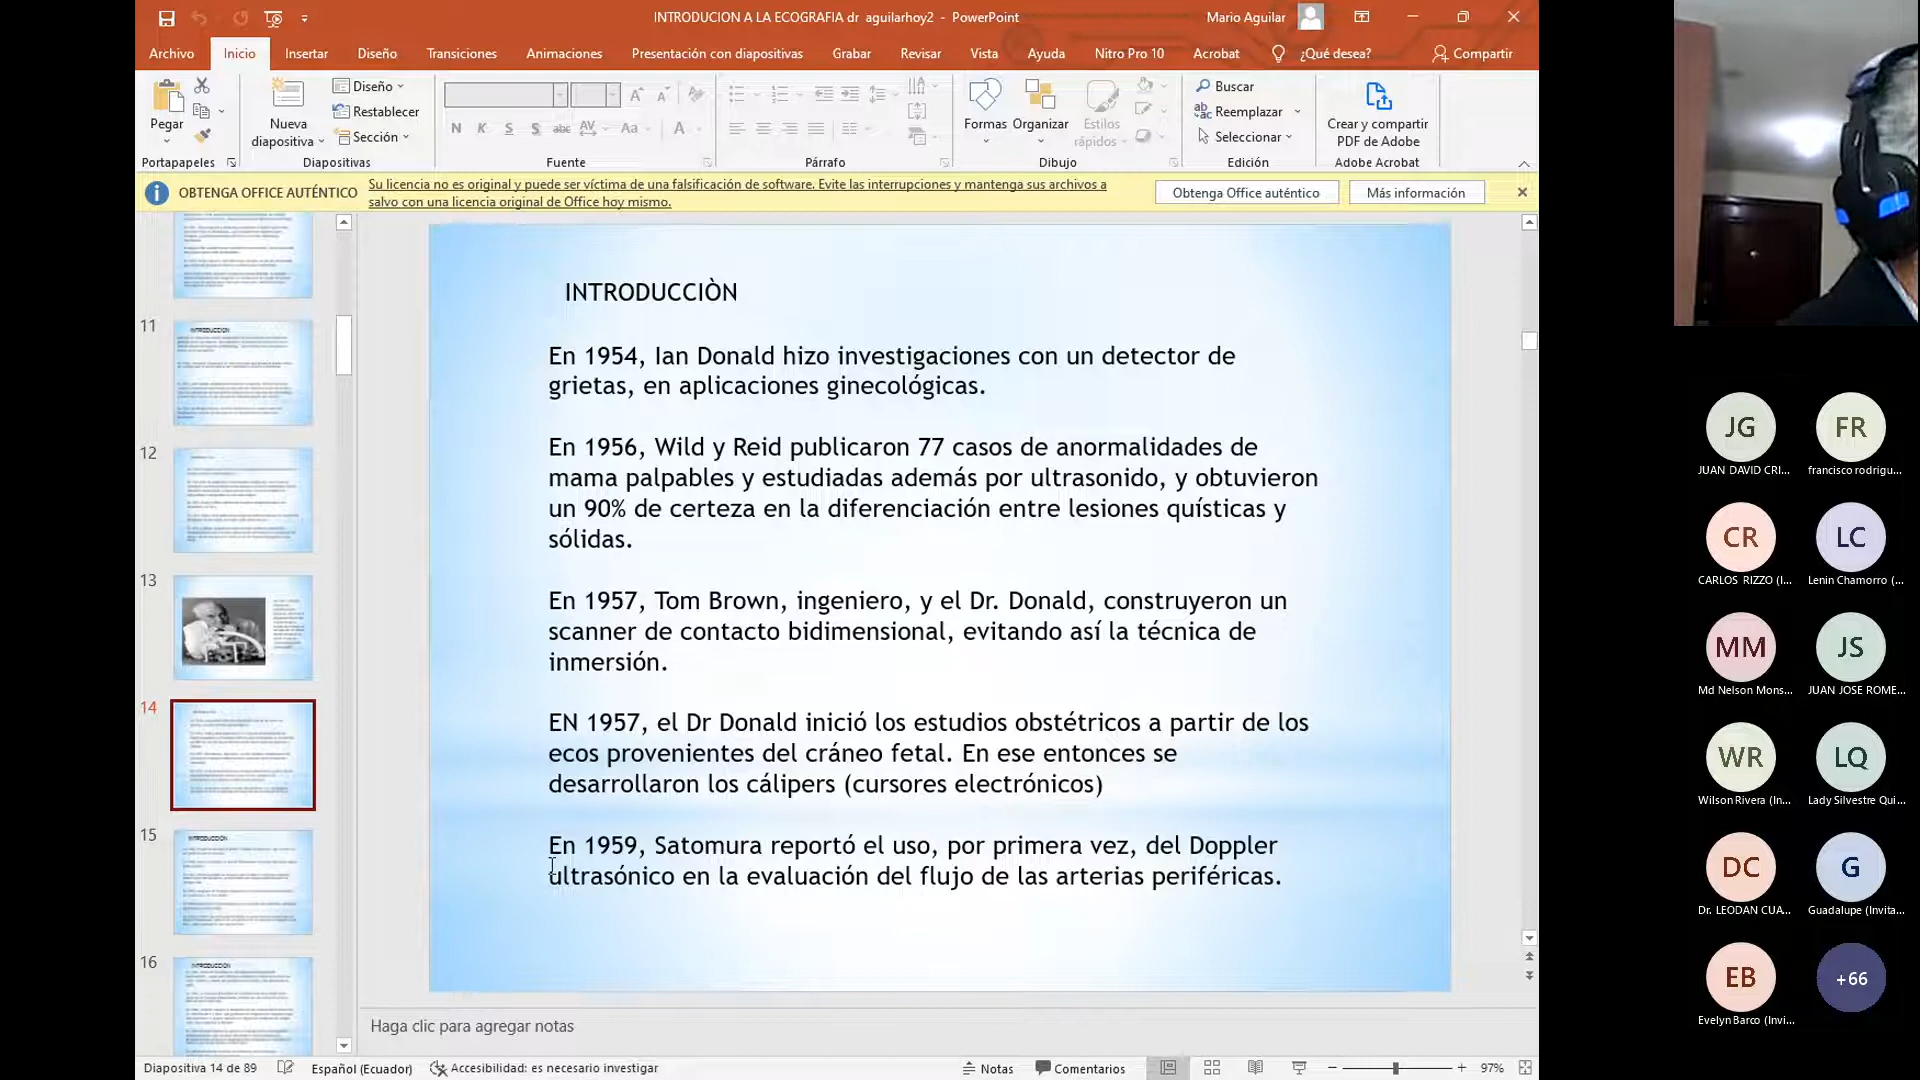 INTRODUCION A LA ECOGRAFIA dr aguilarhoy2 - PowerPoint
Mario Aguilar
Archivo Inicio Insertar Diseño Transiciones Animaciones Presentación con diapositivas Grabar Revisar Vista Ayuda Nitro Pro 10 Acrobat ¿Qué desea? Compartir
Pegar
Portapapeles
Nueva diapositiva
Diseño
Restablecer
Sección
Diapositivas
N K S S abc AV Aa A
Fuente
Párrafo
Formas
Organizar
Estilos rápidos
Dibujo
Buscar
Reemplazar
Seleccionar
Edición
Crear y compartir
PDF de Adobe
Adobe Acrobat
OBTENGA OFFICE AUTÉNTICO
Su licencia no es original y puede ser víctima de una falsificación de software. Evite las interrupciones y mantenga sus archivos a
salvo con una licencia original de Office hoy mismo.
Obtenga Office auténtico
Más información
11
INTRODUCCION
12
13
14
15
INTRODUCCIÓN
16
INTRODUCCIÓN
INTRODUCCIÒN
En 1954, Ian Donald hizo investigaciones con un detector de
grietas, en aplicaciones ginecológicas.
En 1956, Wild y Reid publicaron 77 casos de anormalidades de
mama palpables y estudiadas además por ultrasonido, y obtuvieron
un 90% de certeza en la diferenciación entre lesiones quísticas y
sólidas.
En 1957, Tom Brown, ingeniero, y el Dr. Donald, construyeron un
scanner de contacto bidimensional, evitando así la técnica de
inmersión.
EN 1957, el Dr Donald inició los estudios obstétricos a partir de los
ecos provenientes del cráneo fetal. En ese entonces se
desarrollaron los cálipers (cursores electrónicos)
En 1959, Satomura reportó el uso, por primera vez, del Doppler
ultrasónico en la evaluación del flujo de las arterias periféricas.
Haga clic para agregar notas
Diapositiva 14 de 89
Español (Ecuador)
Accesibilidad: es necesario investigar
Notas
Comentarios
97%
JG
JUAN DAVID CRI...
FR
francisco rodrigu...
CR
CARLOS RIZZO (I...
LC
Lenin Chamorro (...
MM
Md Nelson Mons...
JS
JUAN JOSE ROME...
WR
Wilson Rivera (In...
LQ
Lady Silvestre Qui...
DC
Dr. LEODAN CUA...
G
Guadalupe (Invita...
EB
Evelyn Barco (Invi...
+66